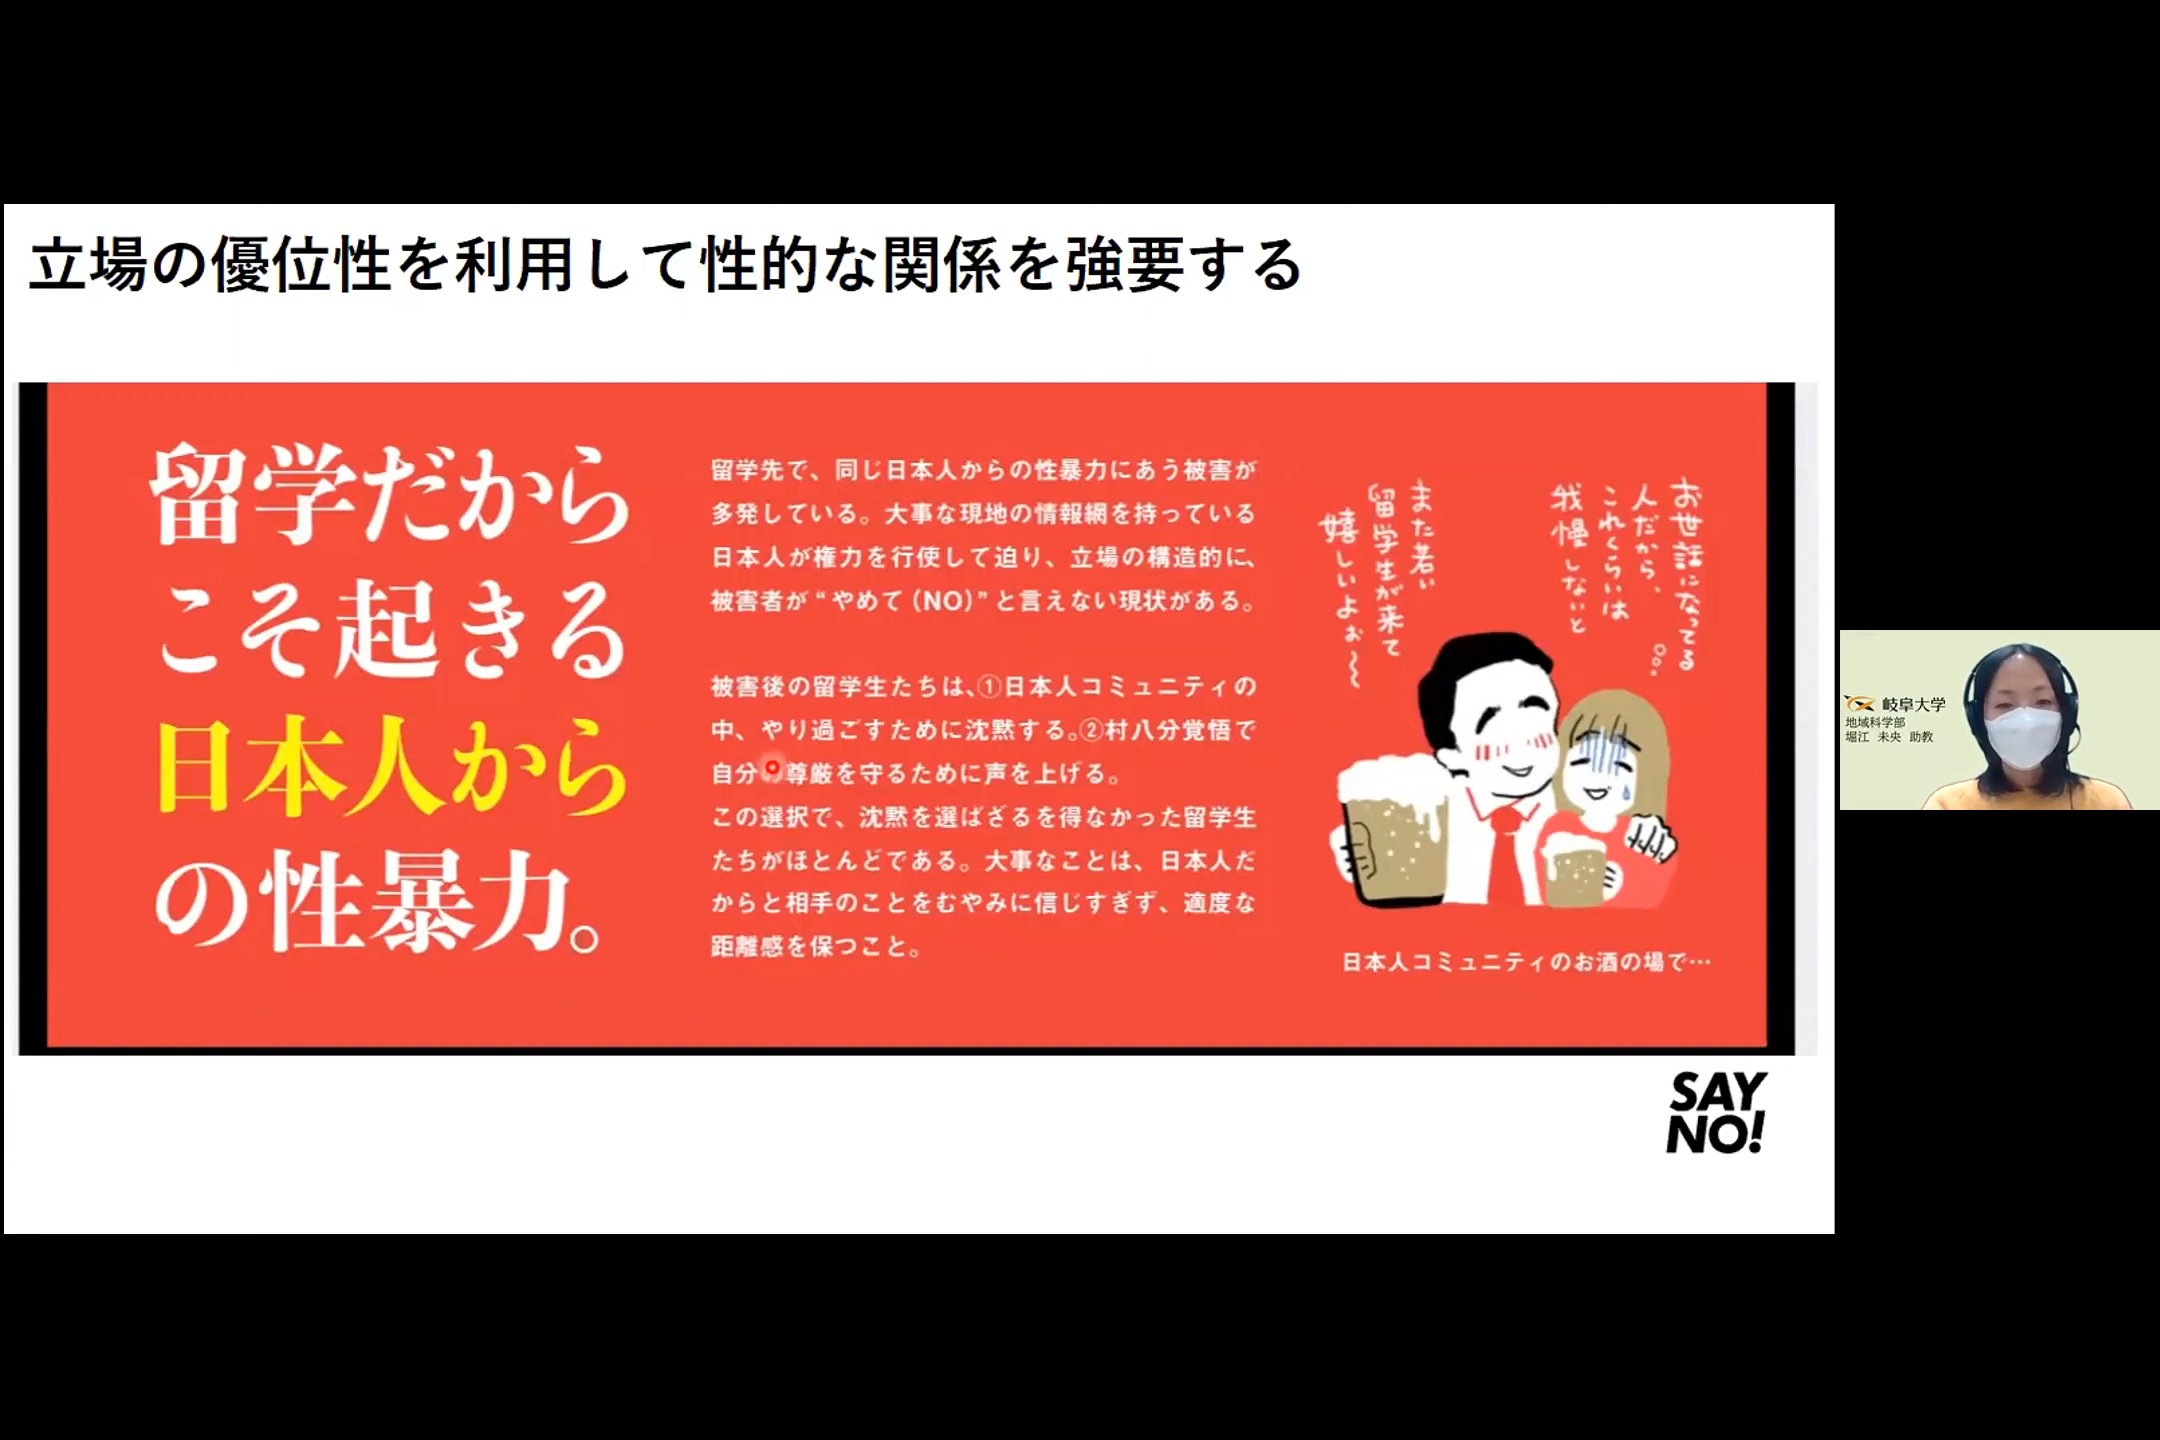 立場の優位性を利用して性的な関係を強要する
留学だから
こそ起きる
日本人から
の性暴力。
留学先で、同じ日本人からの性暴力にあう被害が
多発している。大事な現地の情報網を持っている
日本人が権力を行使して迫り、立場の構造的に、
被害者が“やめて(NO)”と言えない現状がある。
被害後の留学生たちは、①日本人コミュニティの
中、やり過ごすために沈黙する。②村八分覚悟で
自分の尊厳を守るために声を上げる。
この選択で、沈黙を選ばざるを得なかった留学生
たちがほとんどである。大事なことは、日本人だ
からと相手のことをむやみに信じすぎず、適度な
距離感を保つこと。
お世話になってる
人だから、
これくらいは
我慢しないと
また若い
留学生が来て
嬉しいよぉ〜
日本人コミュニティのお酒の場で…
SAY
NO!
岐阜大学
地域科学部
堀江 未央 助教